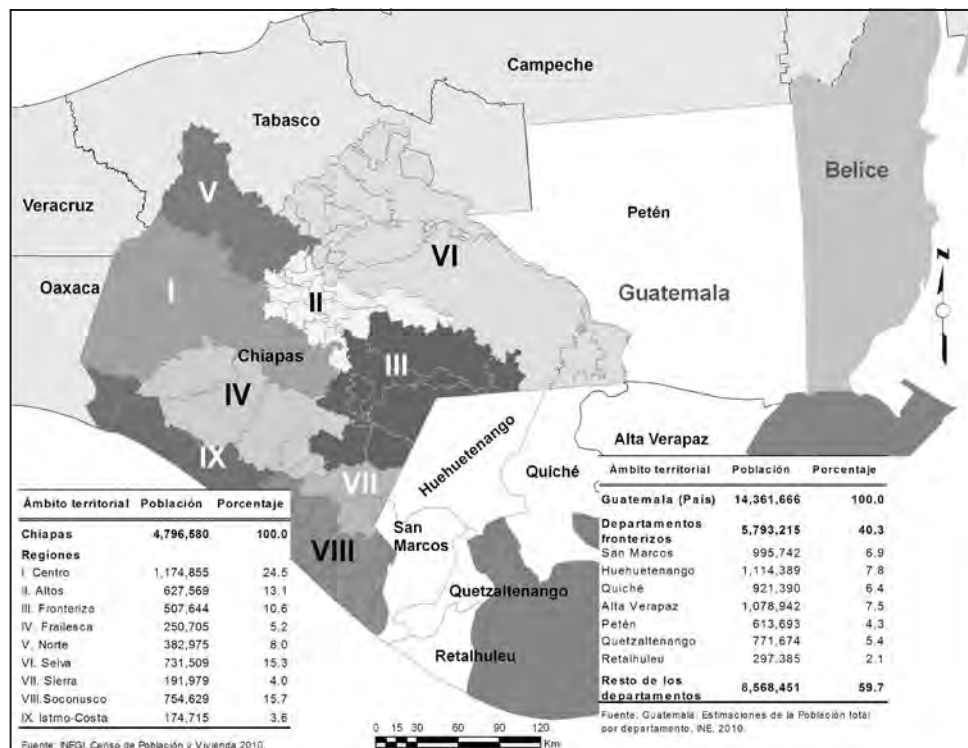 Campeche
Tabasco
Belice
V
Veracruz
Petén
VI
Oaxaca
I
II
Guatemala
N
Chiapas
III
IV
Huehuetenango
Alta Verapaz
IX
Quiché
VII
San
Marcos
VIII
Quetzaltenango
Retalhuleu
Ámbito territorial Población Porcentaje
Chiapas 4,796,580 100.0
Regiones
I. Centro 1,174,855 24.5
II. Altos 627,569 13.1
III. Fronteriza 507,644 10.6
IV. Frailesca 250,705 5.2
V. Norte 382,975 8.0
VI. Selva 731,509 15.3
VII. Sierra 191,979 4.0
VIII. Soconusco 754,629 15.7
IX. Istmo-Costa 174,715 3.6
Fuente: INEGI. Censo de Población y Vivienda 2010.
Ámbito territorial Población Porcentaje
Guatemala (País) 14,361,666 100.0
Departamentos
fronterizos 5,793,215 40.3
San Marcos 995,742 6.9
Huehuetenango 1,114,389 7.8
Quiché 921,390 6.4
Alta Verapaz 1,078,942 7.5
Petén 613,693 4.3
Quetzaltenango 771,674 5.4
Retalhuleu 297,385 2.1
Resto de los
departamentos 8,568,451 59.7
Fuente: Guatemala: Estimaciones de la Población total
por departamento, INE, 2010.
0 15 30 60 90 120
Km